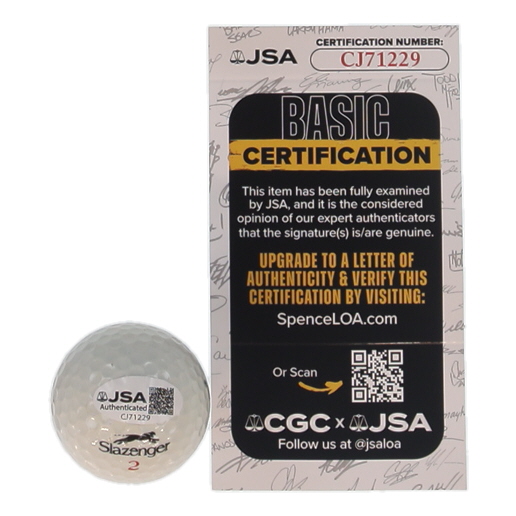 JSA
CERTIFICATION NUMBER:
CJ71229
BASIC
CERTIFICATION
This item has been fully examined
by JSA, and it is the considered
opinion of our expert authenticators
that the signature(s) is/are genuine.
UPGRADE TO A LETTER OF
AUTHENTICITY & VERIFY THIS
CERTIFICATION BY VISITING:
SpenceLOA.com
Or Scan
CGC x JSA
Follow us at @jsaloa
JSA
Authenticated
CJ71229
Slazenger
2